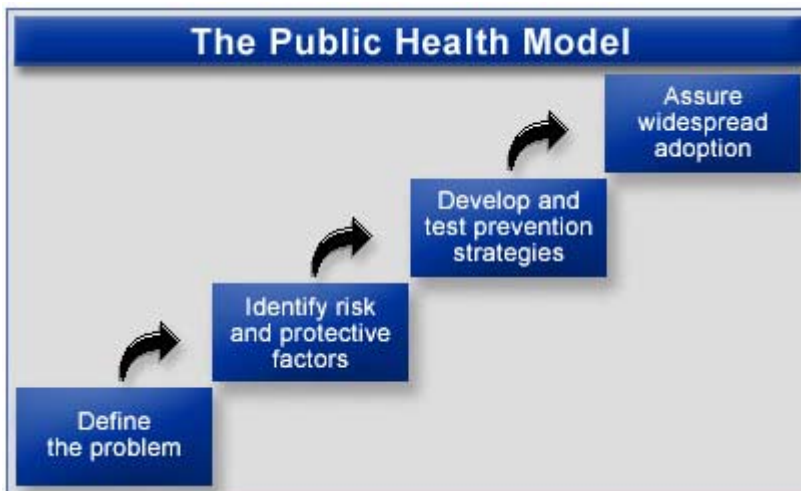 The Public Health Model
Assure
widespread
adoption
Develop and
test prevention
strategies
Identify risk
and protective
factors
Define
the problem